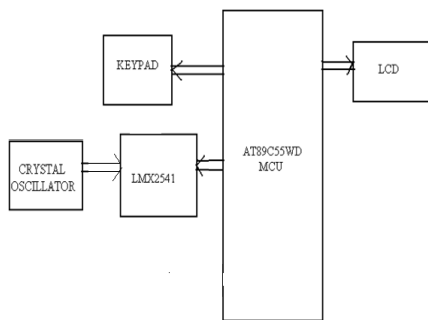 KEYPAD
LCD
AT89C55WD
MCU
CRYSTAL
OSCILLATOR
LMX2541